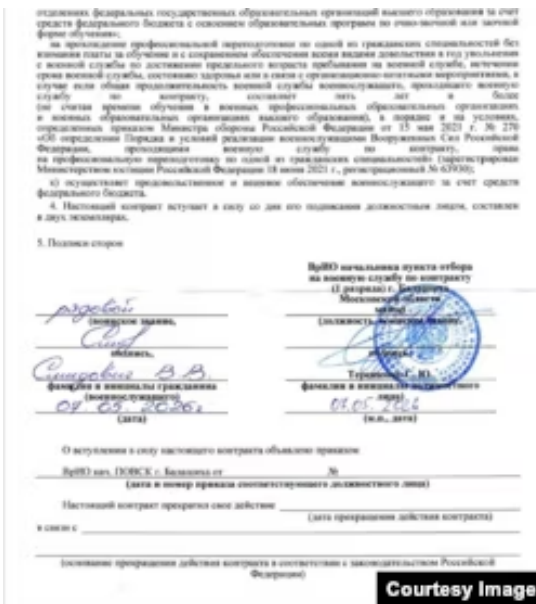 отделениях федеральных государственных образовательных организаций высшего образования за счет
средств федерального бюджета с освоением образовательных программ по очно-заочной или заочной
форме обучения;
на прохождение профессиональной переподготовки по одной из гражданских специальностей без
взимания платы за обучение и с сохранением обеспечения всеми видами довольствия в год увольнения
с военной службы по достижении предельного возраста пребывания на военной службе, истечении
срока военной службы, состоянию здоровья или в связи с организационно-штатными мероприятиями, в
случае если общая продолжительность военной службы военнослужащего, проходящего военную
службу по контракту, составляет пять лет и более
(не считая времени обучения в военных профессиональных образовательных организациях
и военных образовательных организациях высшего образования), в порядке и на условиях,
определенных приказом Министра обороны Российской Федерации от 15 мая 2021 г. № 270
«Об определении Порядка и условий реализации военнослужащими Вооруженных Сил Российской
Федерации, проходящими военную службу по контракту, права
на профессиональную переподготовку по одной из гражданских специальностей» (зарегистрирован
Министерством юстиции Российской Федерации 18 июня 2021 г., регистрационный № 63930);
к) осуществляет продовольственное и вещевое обеспечение военнослужащего за счет средств
федерального бюджета.
4. Настоящий контракт вступает в силу со дня его подписания должностным лицом, составлен
в двух экземплярах.
5. Подписи сторон
ВрИО начальника пункта отбора
на военную службу по контракту
(1 разряда) г. Балашиха
Московской области
рядовой
(воинское звание,
(должность, воинское звание,
подпись,
подпись,
В. В.
Г. Ю.
фамилия и инициалы гражданина
(военнослужащего)
фамилия и инициалы должностного
лица)
07. 05. 2026г
07.05. 2026
(дата)
(м.п., дата)
О вступлении в силу настоящего контракта объявлено приказом
ВрИО нач. ПОВСК г. Балашиха от №
(дата и номер приказа соответствующего должностного лица)
Настоящий контракт прекратил свое действие
(дата прекращения действия контракта)
в связи с
(основание прекращения действия контракта в соответствии с законодательством Российской
Федерации)
Courtesy Image